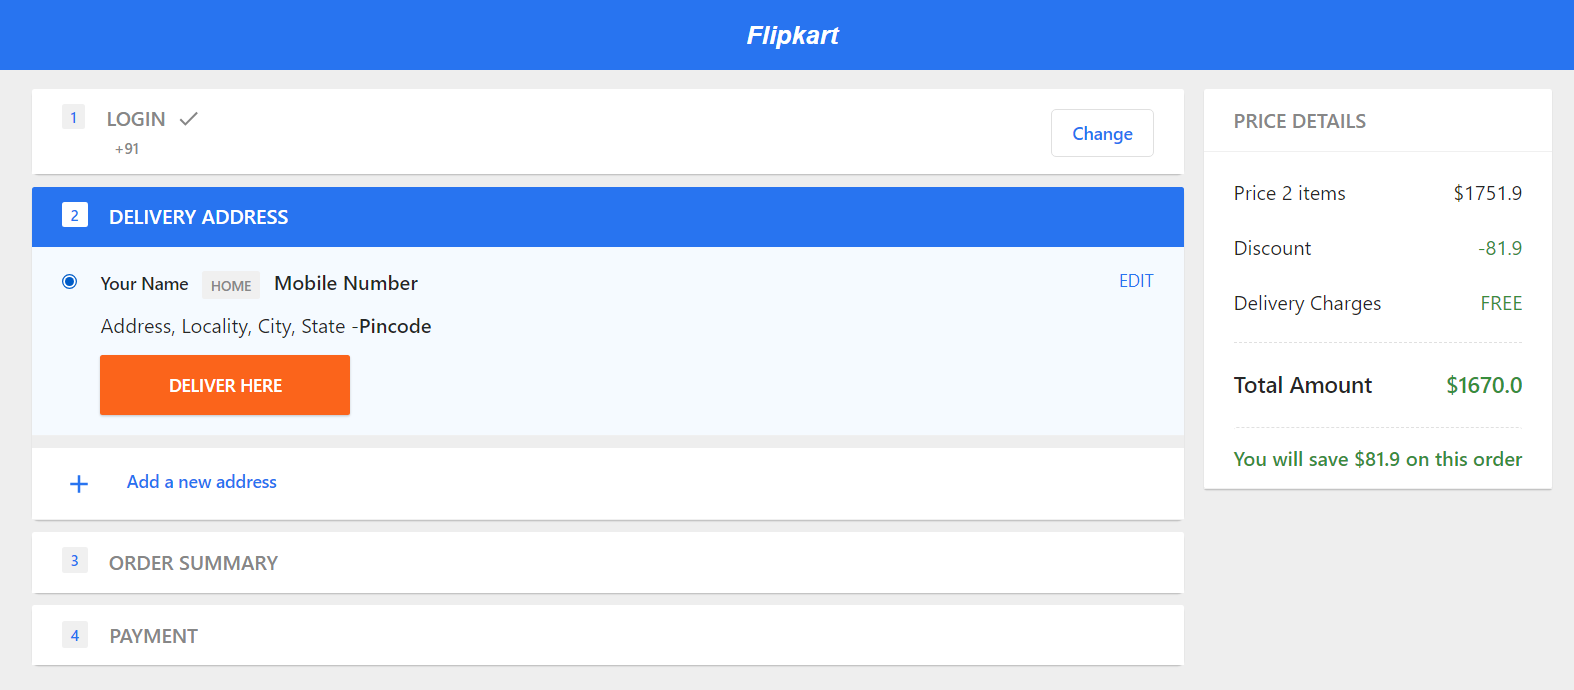 Flipkart
1 LOGIN
+91
Change
2 DELIVERY ADDRESS
Your Name HOME Mobile Number
EDIT
Address, Locality, City, State -Pincode
DELIVER HERE
+ Add a new address
3 ORDER SUMMARY
4 PAYMENT
PRICE DETAILS
Price 2 items $1751.9
Discount -81.9
Delivery Charges FREE
Total Amount $1670.0
You will save $81.9 on this order